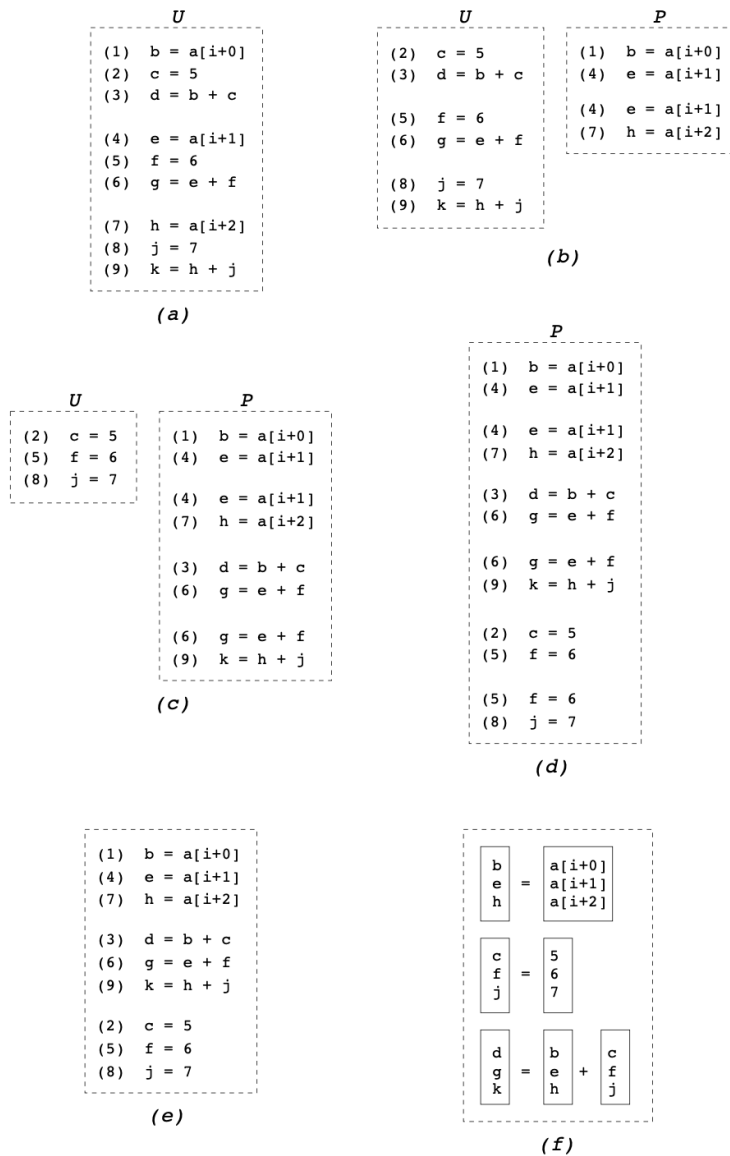 U
(1) b = a[i+0]
(2) c = 5
(3) d = b + c
(4) e = a[i+1]
(5) f = 6
(6) g = e + f
(7) h = a[i+2]
(8) j = 7
(9) k = h + j
(a)
U
(2) c = 5
(3) d = b + c
(5) f = 6
(6) g = e + f
(8) j = 7
(9) k = h + j
P
(1) b = a[i+0]
(4) e = a[i+1]
(4) e = a[i+1]
(7) h = a[i+2]
(b)
U
(2) c = 5
(5) f = 6
(8) j = 7
P
(1) b = a[i+0]
(4) e = a[i+1]
(4) e = a[i+1]
(7) h = a[i+2]
(3) d = b + c
(6) g = e + f
(6) g = e + f
(9) k = h + j
(c)
P
(1) b = a[i+0]
(4) e = a[i+1]
(4) e = a[i+1]
(7) h = a[i+2]
(3) d = b + c
(6) g = e + f
(6) g = e + f
(9) k = h + j
(2) c = 5
(5) f = 6
(5) f = 6
(8) j = 7
(d)
(1) b = a[i+0]
(4) e = a[i+1]
(7) h = a[i+2]
(3) d = b + c
(6) g = e + f
(9) k = h + j
(2) c = 5
(5) f = 6
(8) j = 7
(e)
b a[i+0]
e = a[i+1]
h a[i+2]
c 5
f = 6
j 7
d b c
g = e + f
k h j
(f)